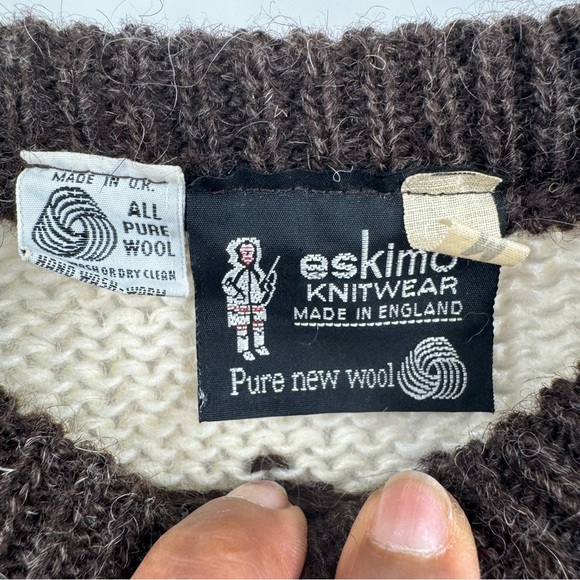 MADE IN U.K.
ALL
PURE
WOOL
WASH OR DRY CLEAN
HAND WASH - WARM
eskimo
KNITWEAR
MADE IN ENGLAND
Pure new wool